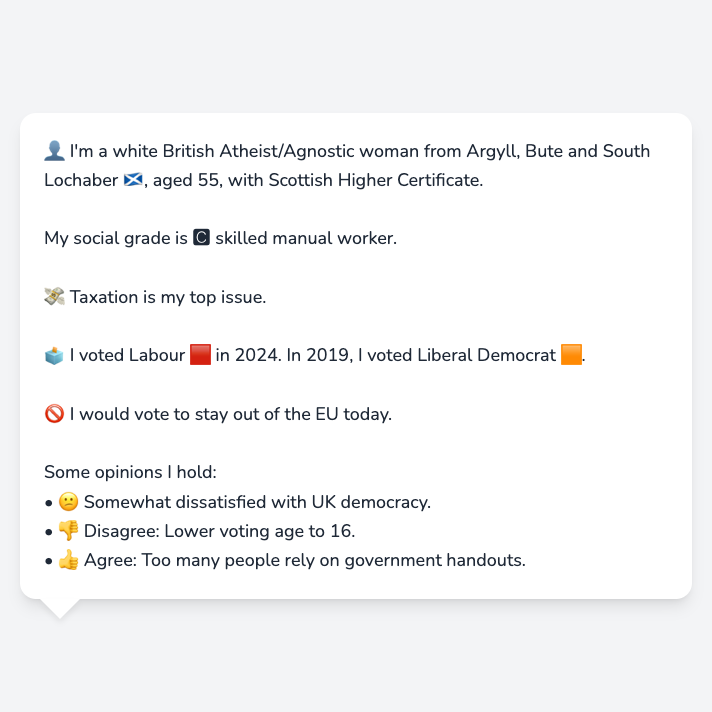 👤 I'm a white British Atheist/Agnostic woman from Argyll, Bute and South
Lochaber 🏴󠁧󠁢󠁳󠁣󠁴󠁿, aged 55, with Scottish Higher Certificate.
My social grade is 🅲 skilled manual worker.
💸 Taxation is my top issue.
🗳️ I voted Labour 🟥 in 2024. In 2019, I voted Liberal Democrat 🟧.
🚫 I would vote to stay out of the EU today.
Some opinions I hold:
• 🙁 Somewhat dissatisfied with UK democracy.
• 👎 Disagree: Lower voting age to 16.
• 👍 Agree: Too many people rely on government handouts.